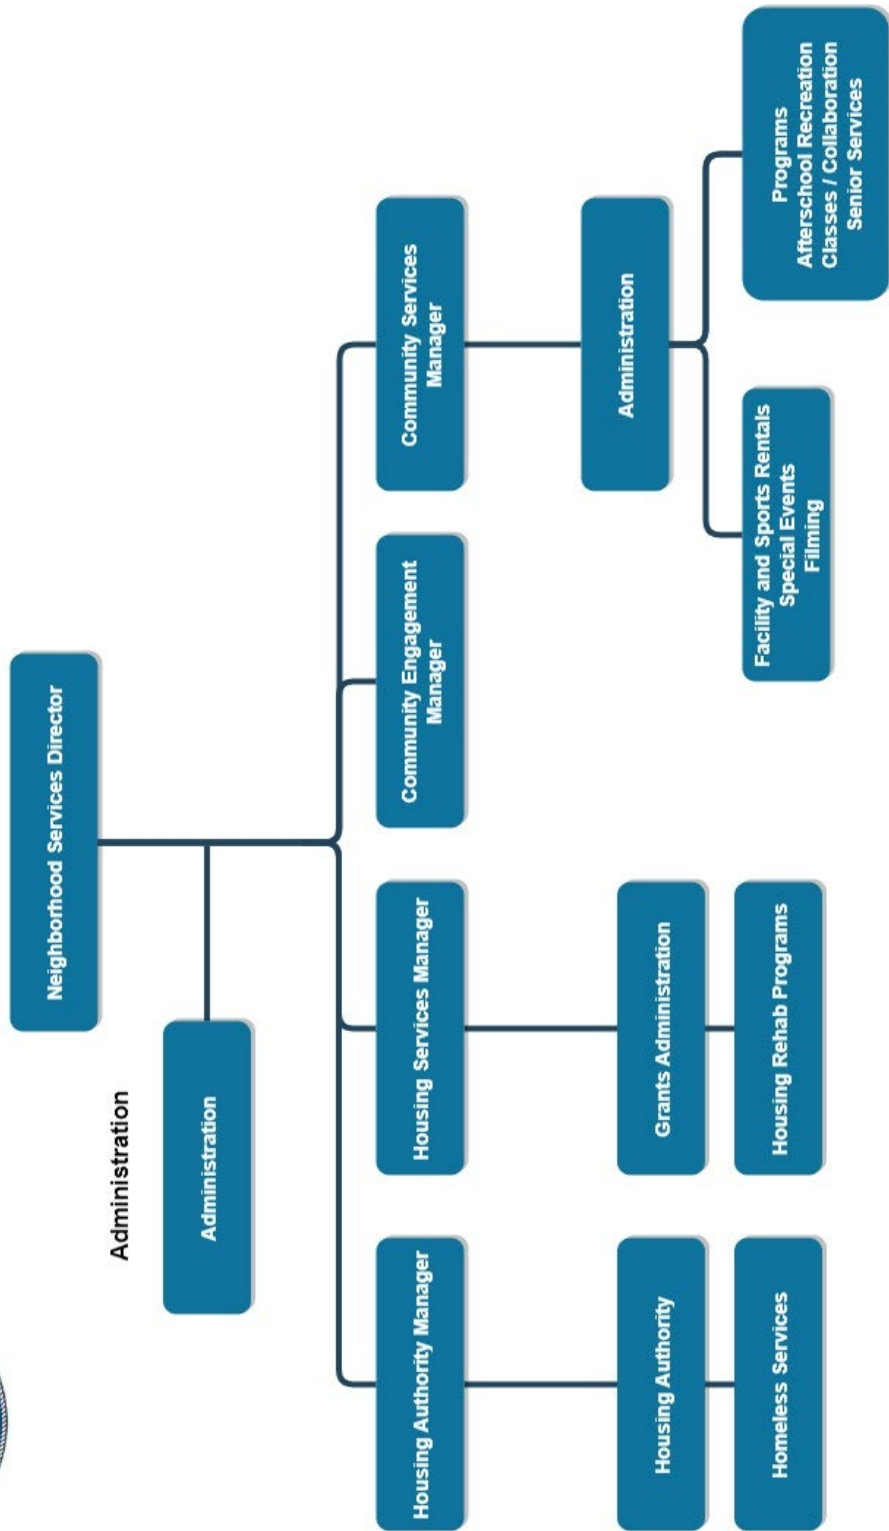 Neighborhood Services Director
Administration
Administration
Housing Authority Manager
Housing Services Manager
Community Engagement
Manager
Community Services
Manager
Housing Authority
Homeless Services
Grants Administration
Housing Rehab Programs
Administration
Facility and Sports Rentals
Special Events
Filming
Programs
Afterschool Recreation
Classes / Collaboration
Senior Services